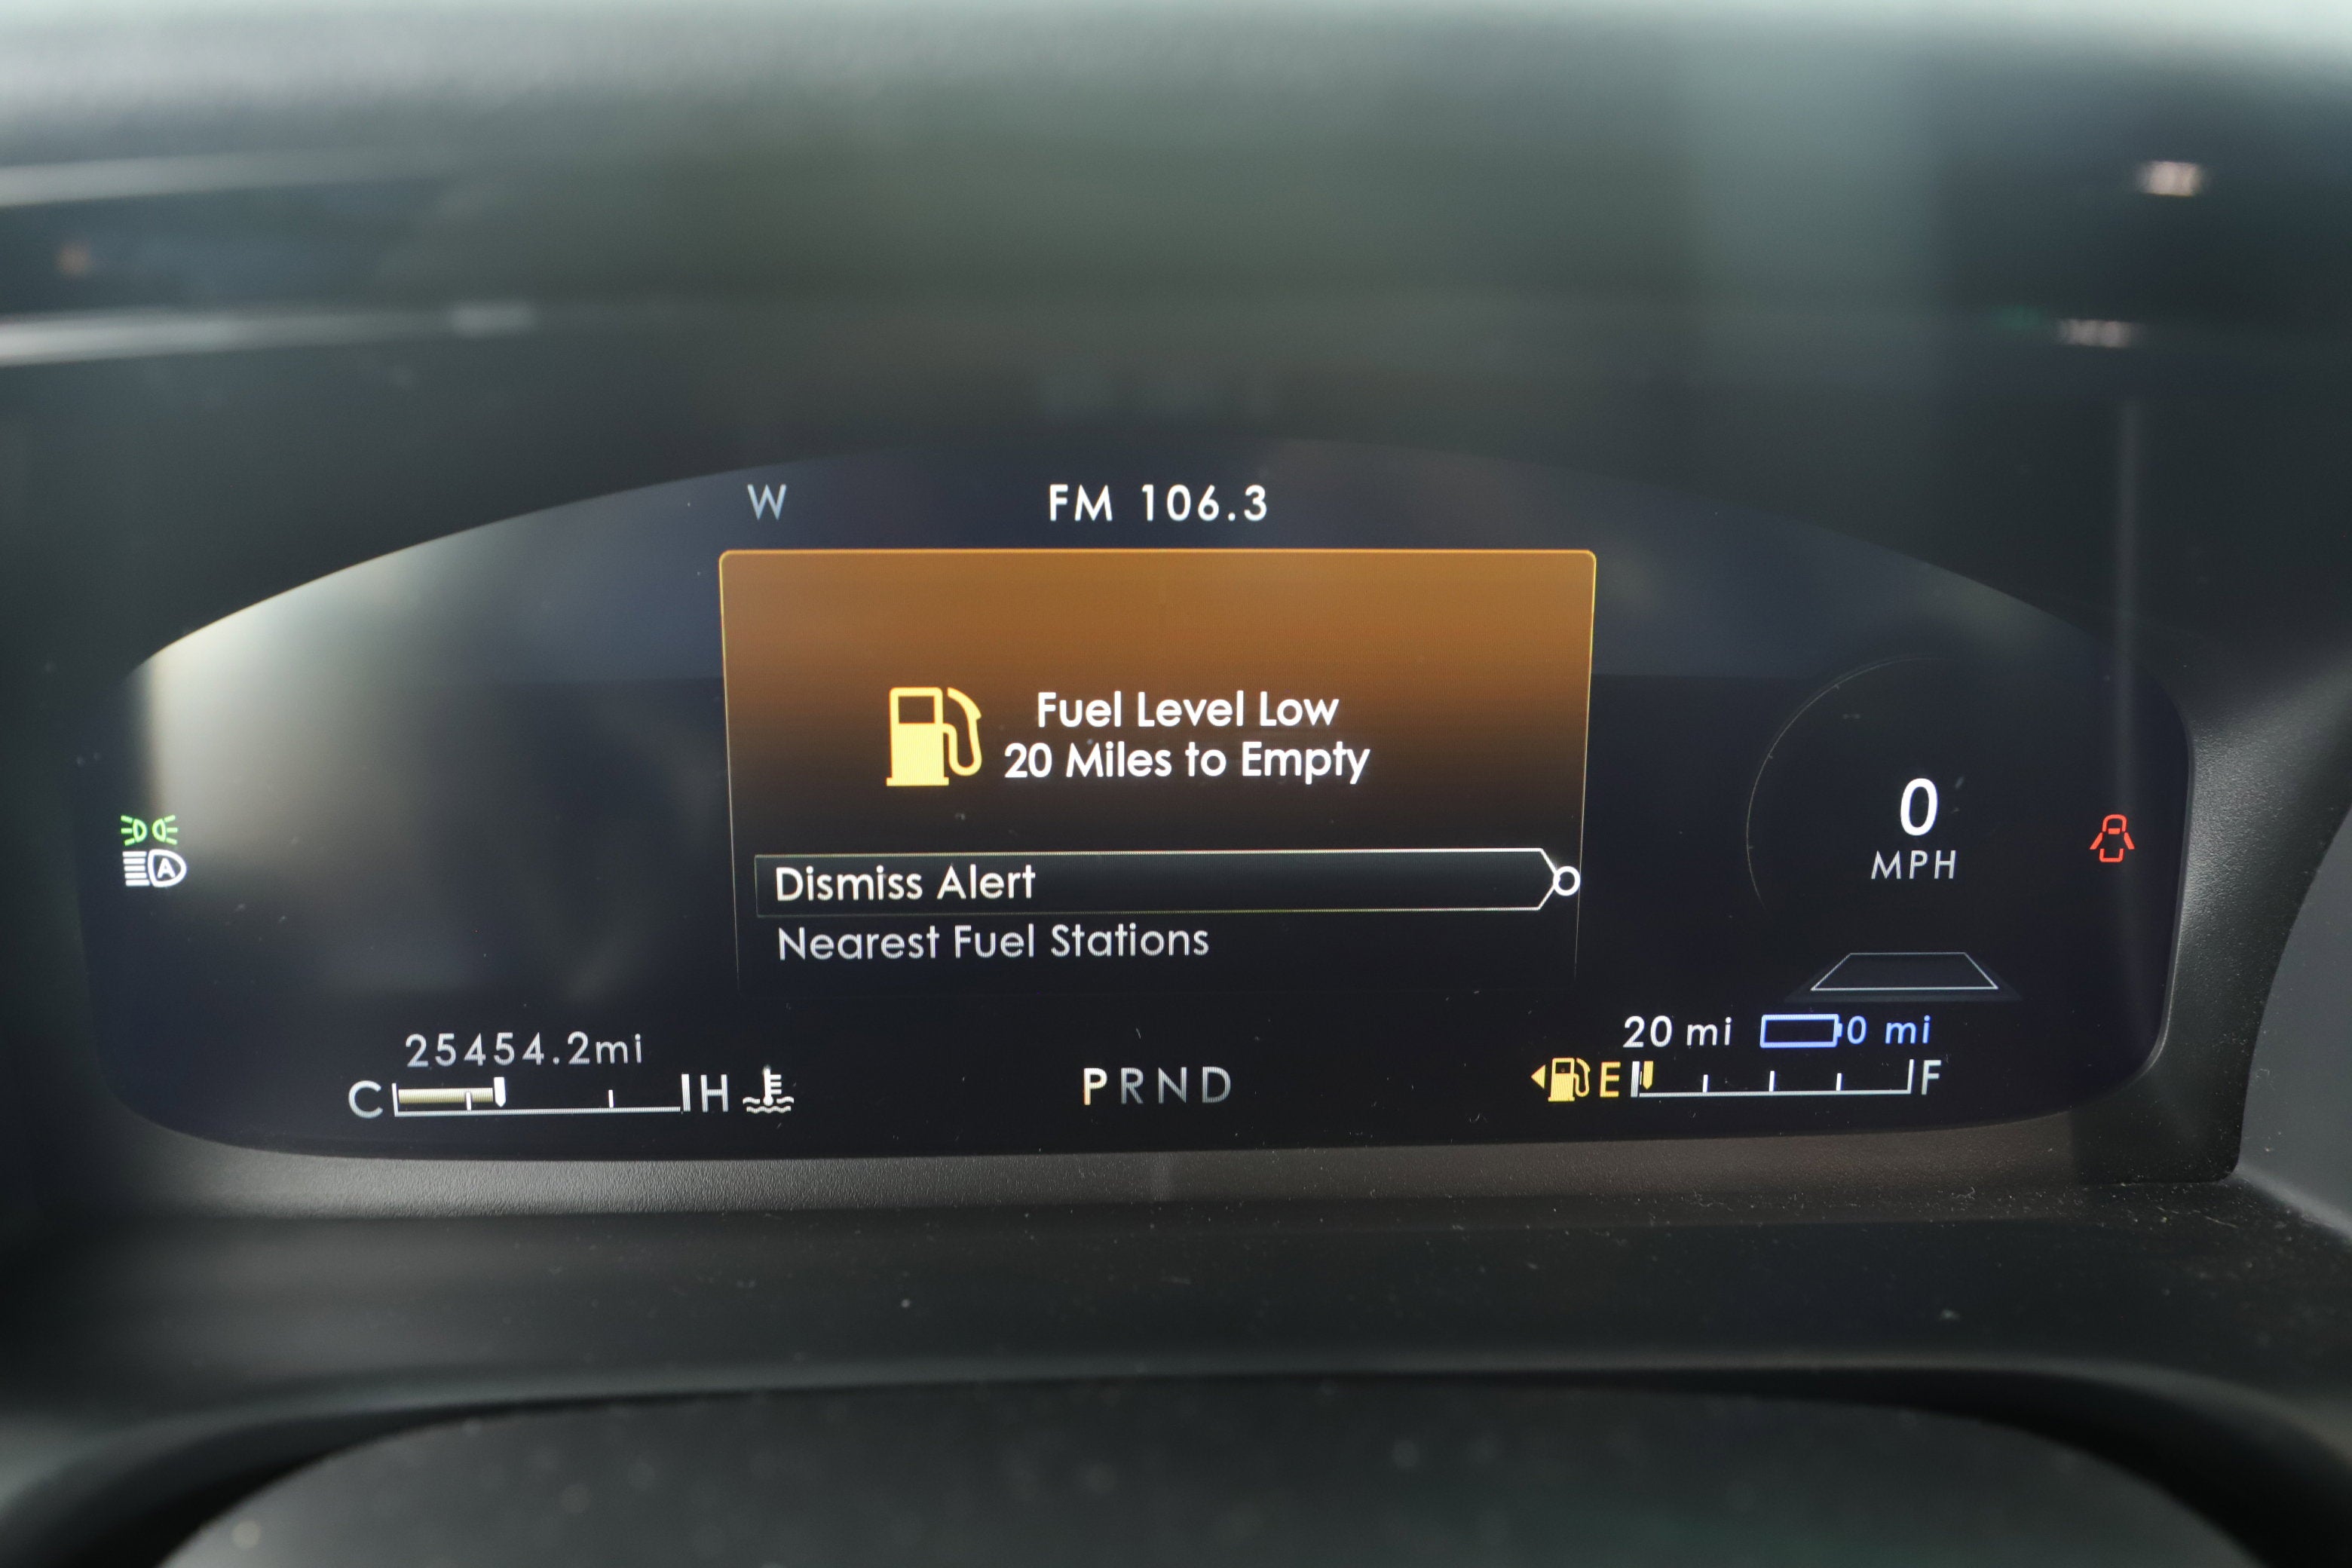 W
FM 106.3
Fuel Level Low
20 Miles to Empty
Dismiss Alert
Nearest Fuel Stations
A
0
MPH
25454.2mi
20 mi 0 mi
C H
PRND
E F